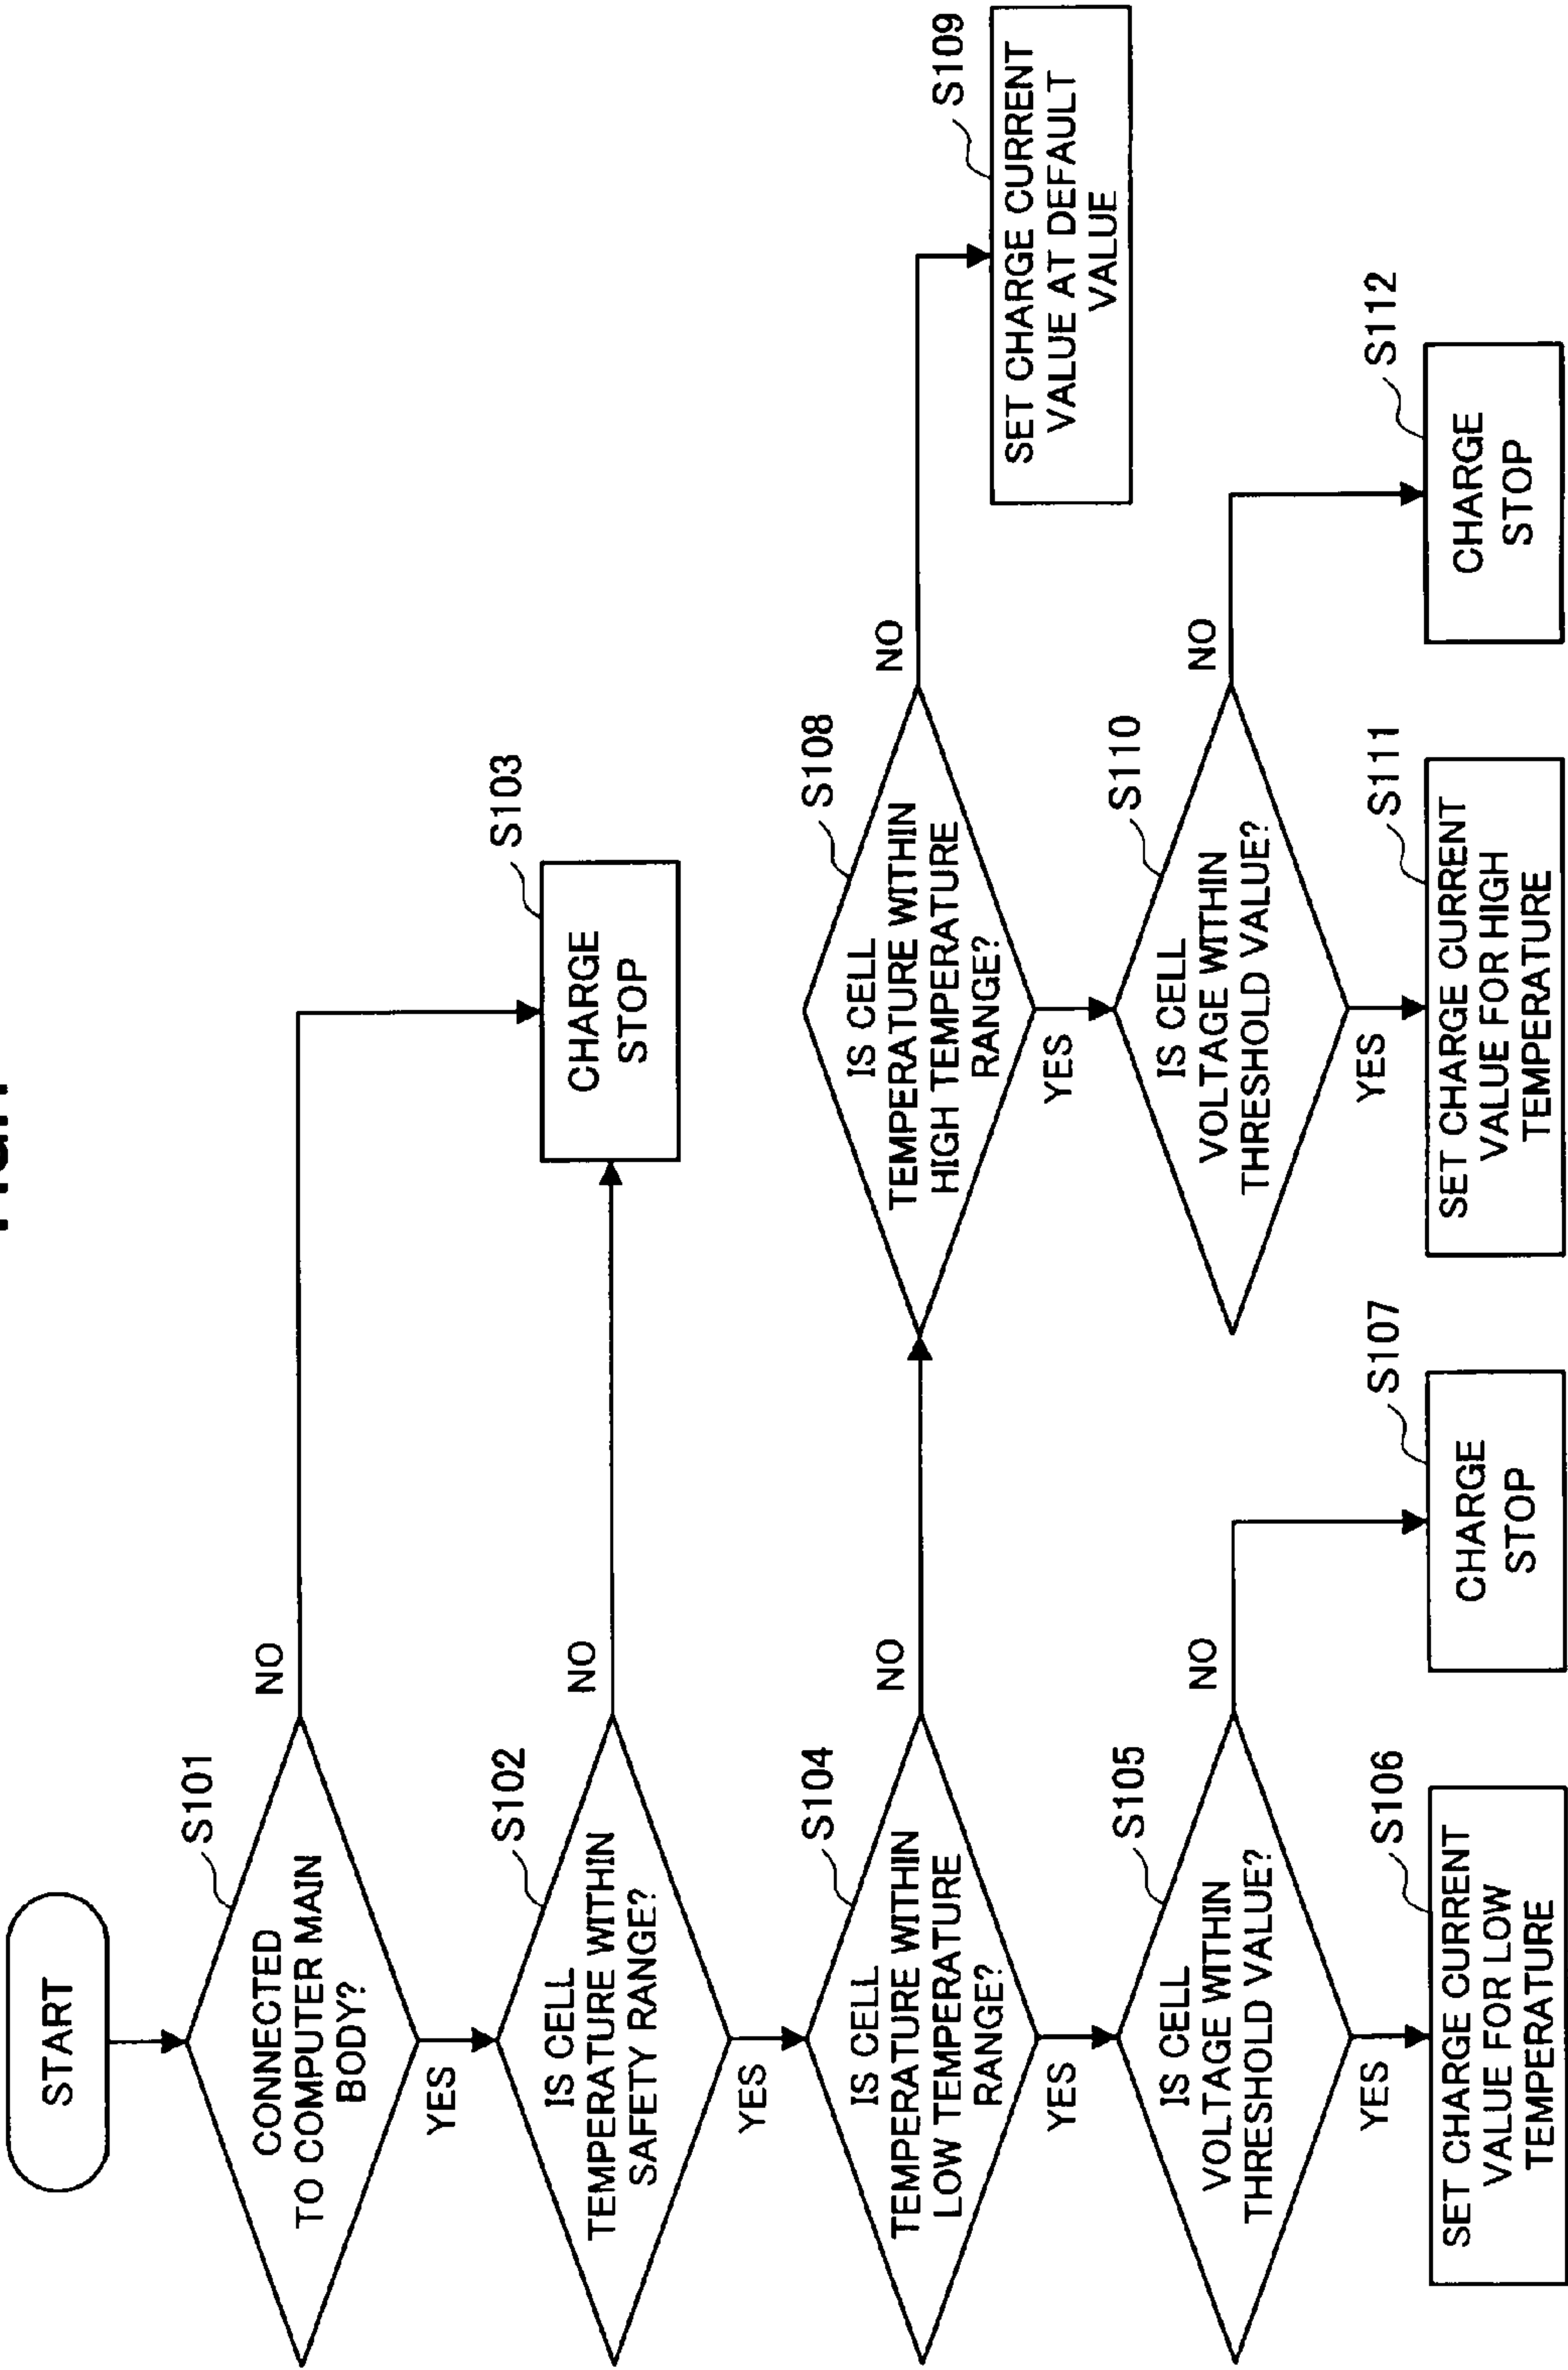 START
S101
CONNECTED
TO COMPUTER MAIN
BODY?
NO
YES
S102
IS CELL
TEMPERATURE WITHIN
SAFETY RANGE?
NO
YES
S103
CHARGE
STOP
S104
IS CELL
TEMPERATURE WITHIN
LOW TEMPERATURE
RANGE?
NO
YES
S108
IS CELL
TEMPERATURE WITHIN
HIGH TEMPERATURE
RANGE?
NO
YES
S109
SET CHARGE CURRENT
VALUE AT DEFAULT
VALUE
S105
IS CELL
VOLTAGE WITHIN
THRESHOLD VALUE?
NO
YES
S110
IS CELL
VOLTAGE WITHIN
THRESHOLD VALUE?
NO
YES
S106
SET CHARGE CURRENT
VALUE FOR LOW
TEMPERATURE
S107
CHARGE
STOP
S111
SET CHARGE CURRENT
VALUE FOR HIGH
TEMPERATURE
S112
CHARGE
STOP